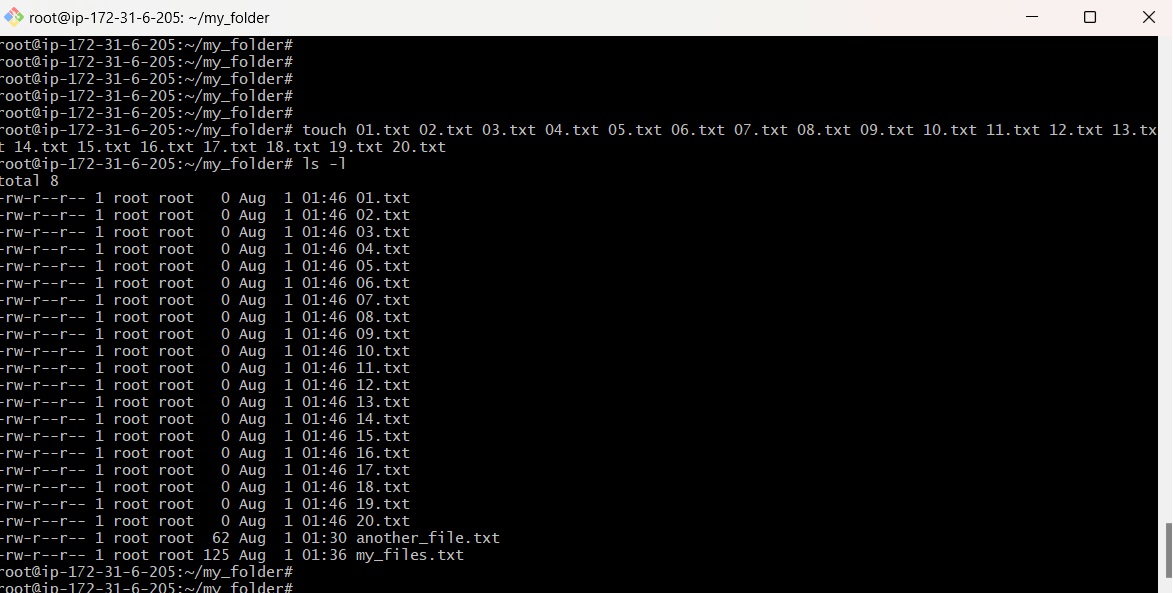 root@ip-172-31-6-205: ~/my_folder
root@ip-172-31-6-205:~/my_folder#
root@ip-172-31-6-205:~/my_folder#
root@ip-172-31-6-205:~/my_folder#
root@ip-172-31-6-205:~/my_folder#
root@ip-172-31-6-205:~/my_folder#
root@ip-172-31-6-205:~/my_folder# touch 01.txt 02.txt 03.txt 04.txt 05.txt 06.txt 07.txt 08.txt 09.txt 10.txt 11.txt 12.txt 13.tx
t 14.txt 15.txt 16.txt 17.txt 18.txt 19.txt 20.txt
root@ip-172-31-6-205:~/my_folder# ls -l
total 8
-rw-r--r-- 1 root root   0 Aug  1 01:46 01.txt
-rw-r--r-- 1 root root   0 Aug  1 01:46 02.txt
-rw-r--r-- 1 root root   0 Aug  1 01:46 03.txt
-rw-r--r-- 1 root root   0 Aug  1 01:46 04.txt
-rw-r--r-- 1 root root   0 Aug  1 01:46 05.txt
-rw-r--r-- 1 root root   0 Aug  1 01:46 06.txt
-rw-r--r-- 1 root root   0 Aug  1 01:46 07.txt
-rw-r--r-- 1 root root   0 Aug  1 01:46 08.txt
-rw-r--r-- 1 root root   0 Aug  1 01:46 09.txt
-rw-r--r-- 1 root root   0 Aug  1 01:46 10.txt
-rw-r--r-- 1 root root   0 Aug  1 01:46 11.txt
-rw-r--r-- 1 root root   0 Aug  1 01:46 12.txt
-rw-r--r-- 1 root root   0 Aug  1 01:46 13.txt
-rw-r--r-- 1 root root   0 Aug  1 01:46 14.txt
-rw-r--r-- 1 root root   0 Aug  1 01:46 15.txt
-rw-r--r-- 1 root root   0 Aug  1 01:46 16.txt
-rw-r--r-- 1 root root   0 Aug  1 01:46 17.txt
-rw-r--r-- 1 root root   0 Aug  1 01:46 18.txt
-rw-r--r-- 1 root root   0 Aug  1 01:46 19.txt
-rw-r--r-- 1 root root   0 Aug  1 01:46 20.txt
-rw-r--r-- 1 root root  62 Aug  1 01:30 another_file.txt
-rw-r--r-- 1 root root 125 Aug  1 01:36 my_files.txt
root@ip-172-31-6-205:~/my_folder#
root@ip-172-31-6-205:~/my_folder#